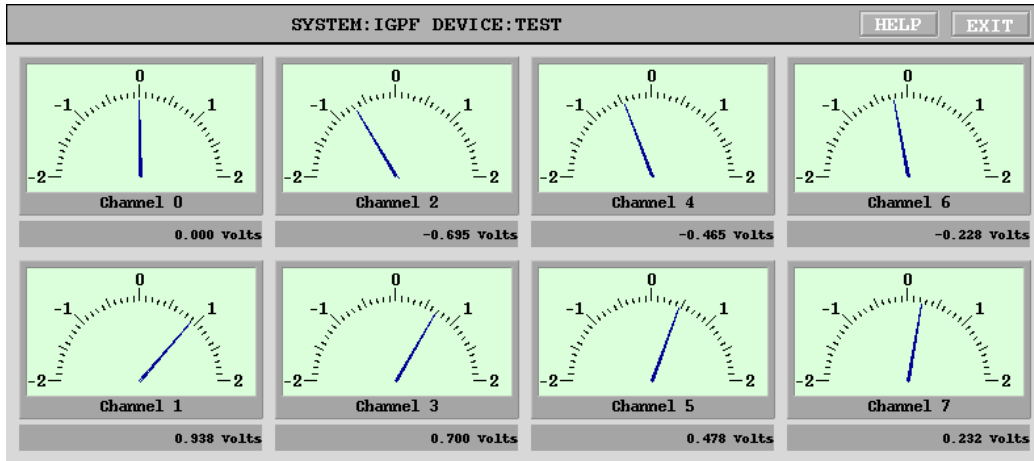 SYSTEM:IGPF DEVICE:TEST HELP EXIT
0 0 0 0
-1 1 -1 1 -1 1 -1 1
-2 2 -2 2 -2 2 -2 2
Channel 0 Channel 2 Channel 4 Channel 6
0.000 Volts -0.695 Volts -0.465 Volts -0.228 Volts
0 0 0 0
-1 1 -1 1 -1 1 -1 1
-2 2 -2 2 -2 2 -2 2
Channel 1 Channel 3 Channel 5 Channel 7
0.938 Volts 0.700 Volts 0.478 Volts 0.232 Volts